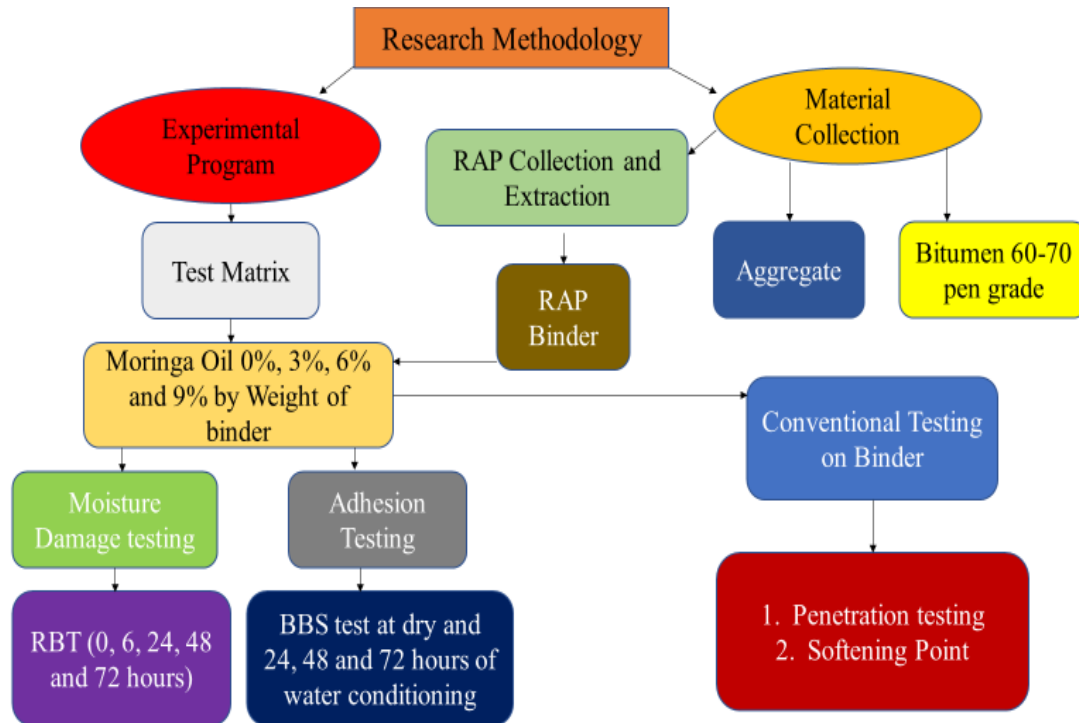 Research Methodology
Experimental
Program
Material
Collection
RAP Collection and
Extraction
Test Matrix
Aggregate
Bitumen 60-70
pen grade
RAP
Binder
Moringa Oil 0%, 3%, 6%
and 9% by Weight of
binder
Conventional Testing
on Binder
Moisture
Damage testing
Adhesion
Testing
RBT (0, 6, 24, 48
and 72 hours)
BBS test at dry and
24, 48 and 72 hours of
water conditioning
1. Penetration testing
2. Softening Point